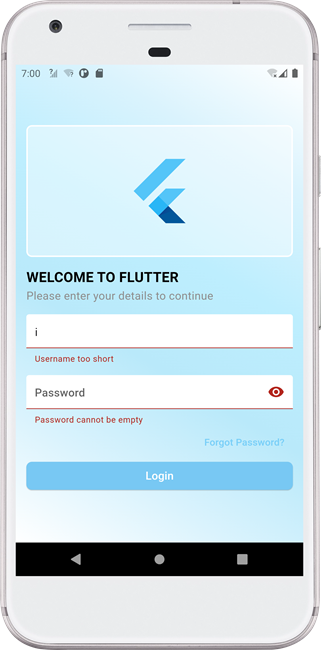 7:00
WELCOME TO FLUTTER
Please enter your details to continue
i
Username too short
Password
Password cannot be empty
Forgot Password?
Login